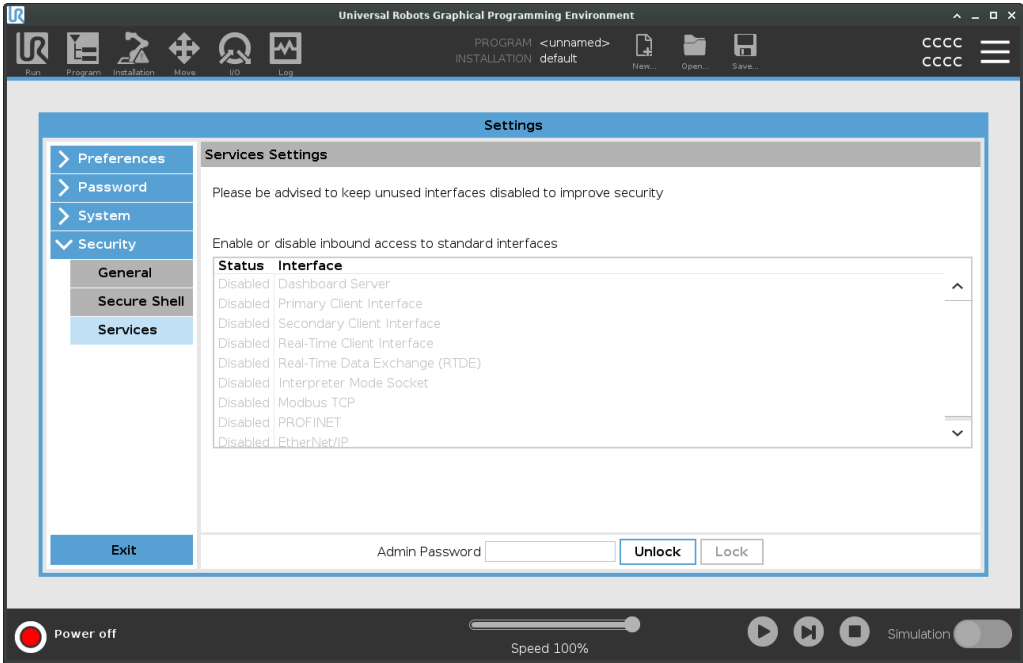 Universal Robots Graphical Programming Environment
Run Program Installation Move I/O Log
PROGRAM <unnamed>
INSTALLATION default
New... Open... Save...
CCCC
CCCC
Settings
Preferences
Password
System
Security
General
Secure Shell
Services
Exit
Services Settings
Please be advised to keep unused interfaces disabled to improve security
Enable or disable inbound access to standard interfaces
Status Interface
Disabled Dashboard Server
Disabled Primary Client Interface
Disabled Secondary Client Interface
Disabled Real-Time Client Interface
Disabled Real-Time Data Exchange (RTDE)
Disabled Interpreter Mode Socket
Disabled Modbus TCP
Disabled PROFINET
Disabled EtherNet/IP
Admin Password Unlock Lock
Power off
Speed 100%
Simulation